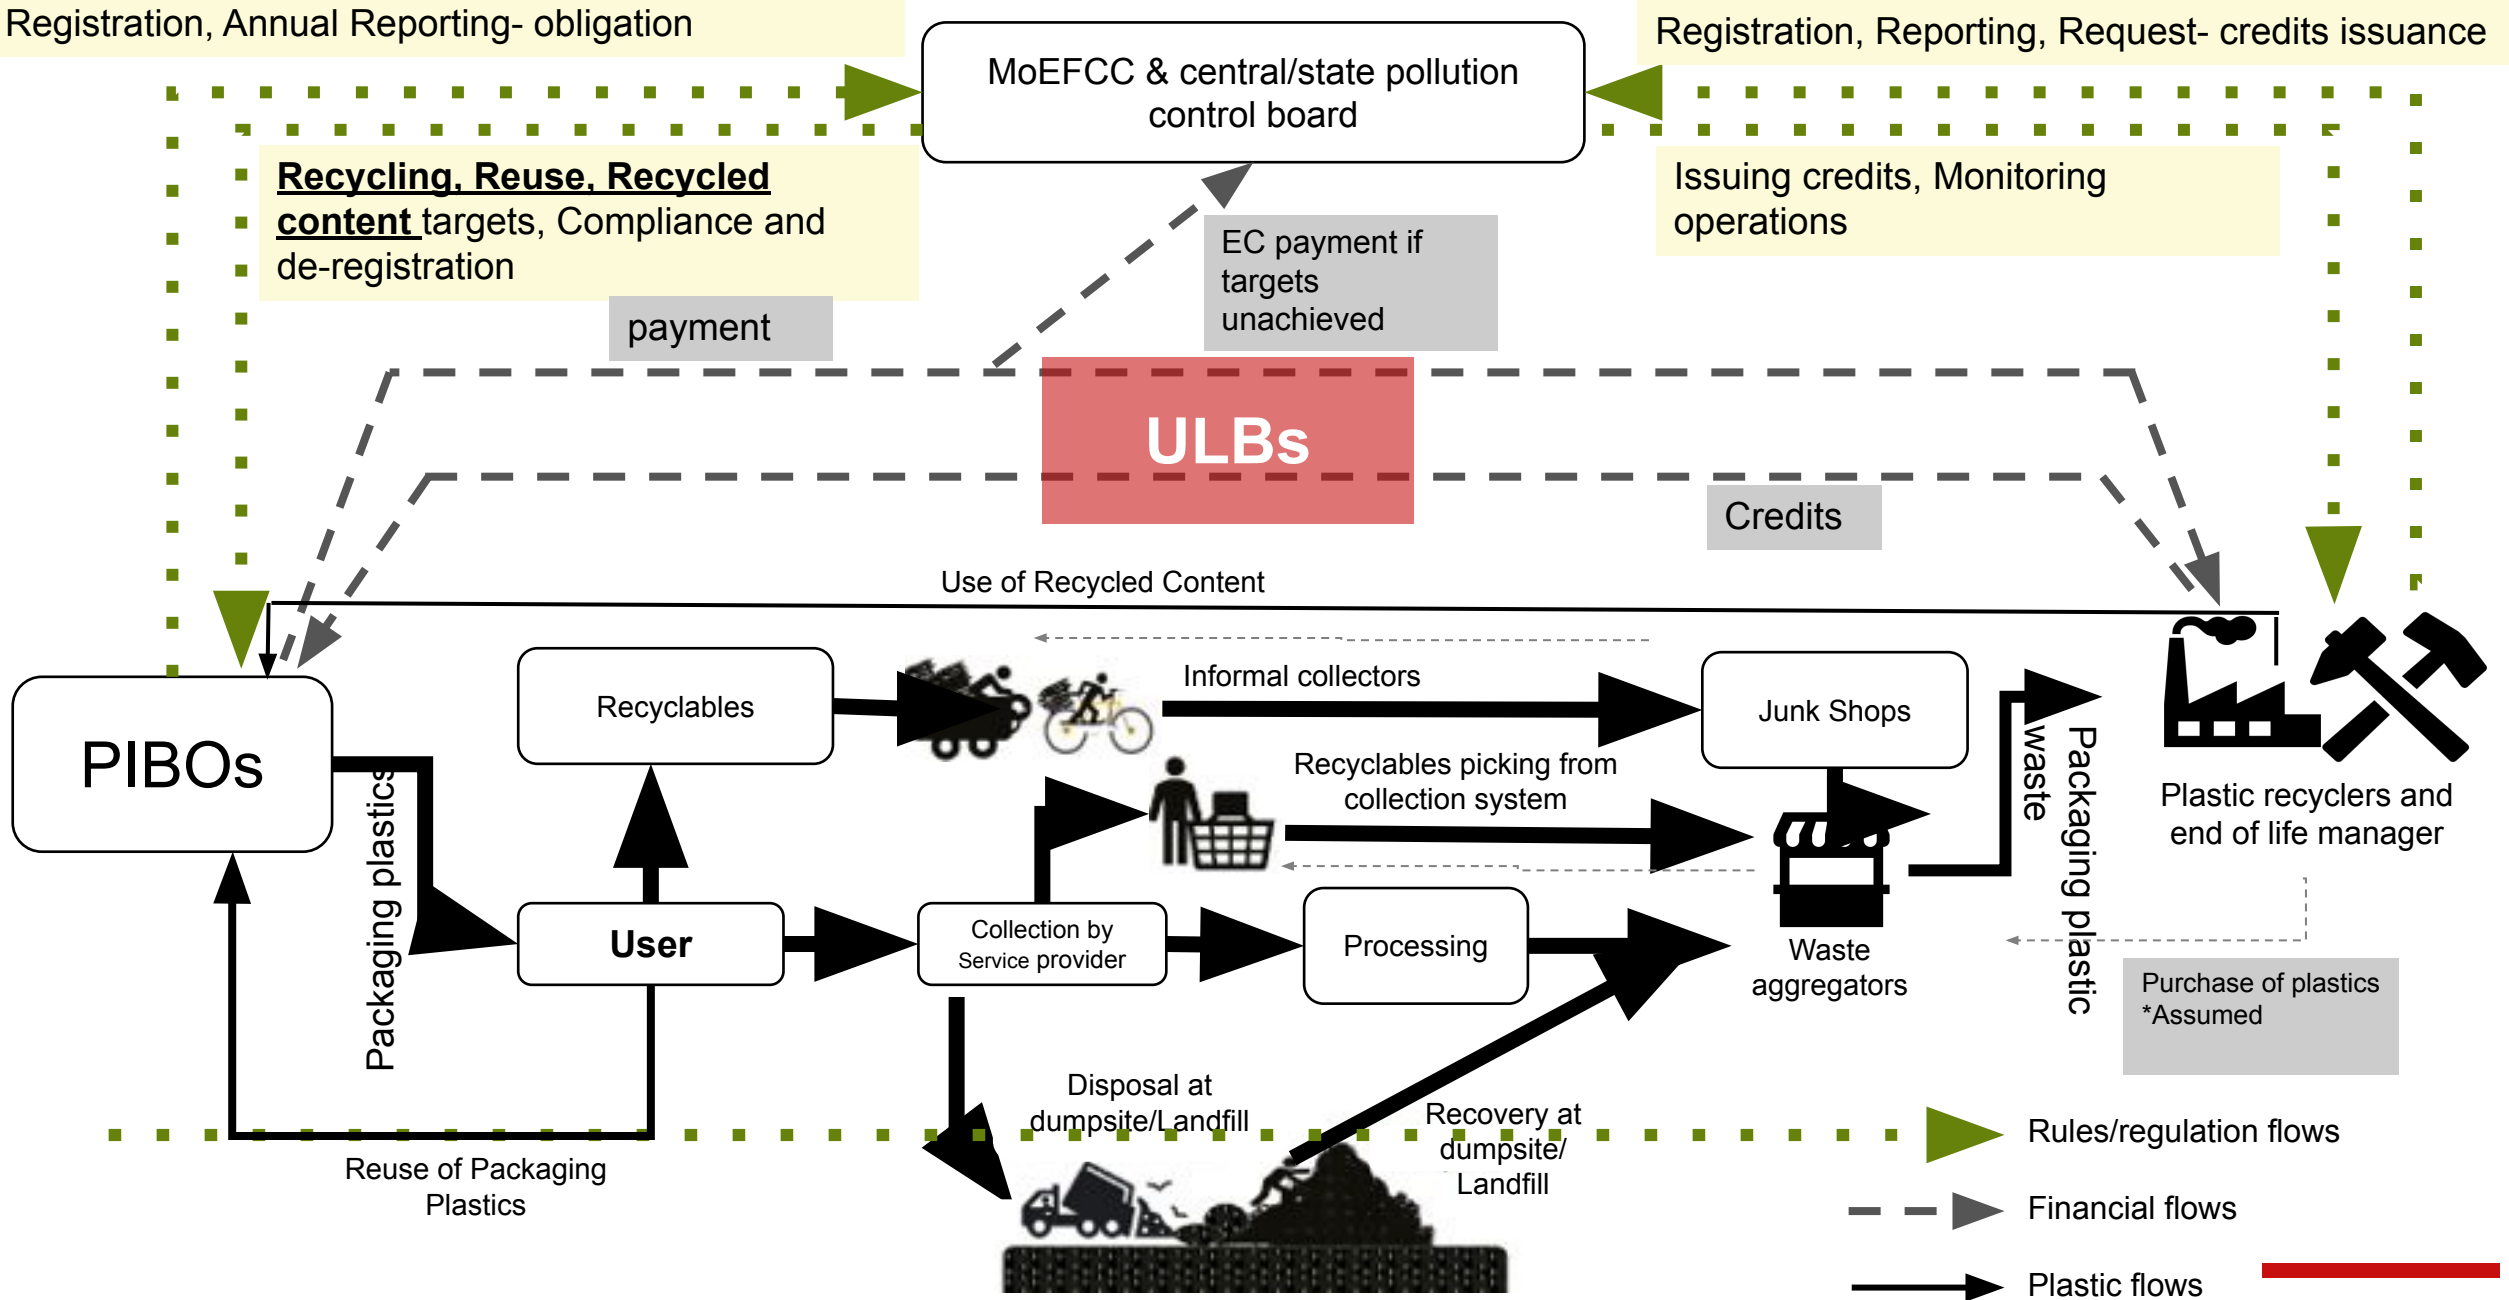 Registration, Annual Reporting- obligation
Registration, Reporting, Request- credits issuance
MoEFCC & central/state pollution
control board
Recycling, Reuse, Recycled
content targets, Compliance and
de-registration
Issuing credits, Monitoring
operations
EC payment if
targets
unachieved
payment
ULBs
Credits
Use of Recycled Content
Informal collectors
Recyclables
Junk Shops
PIBOs
Recyclables picking from
collection system
Packaging plastics
Packaging plastic
waste
Plastic recyclers and
end of life manager
User
Collection by
Service provider
Processing
Waste
aggregators
Purchase of plastics
*Assumed
Disposal at
dumpsite/Landfill
Recovery at
dumpsite/
Landfill
Reuse of Packaging
Plastics
Rules/regulation flows
Financial flows
Plastic flows